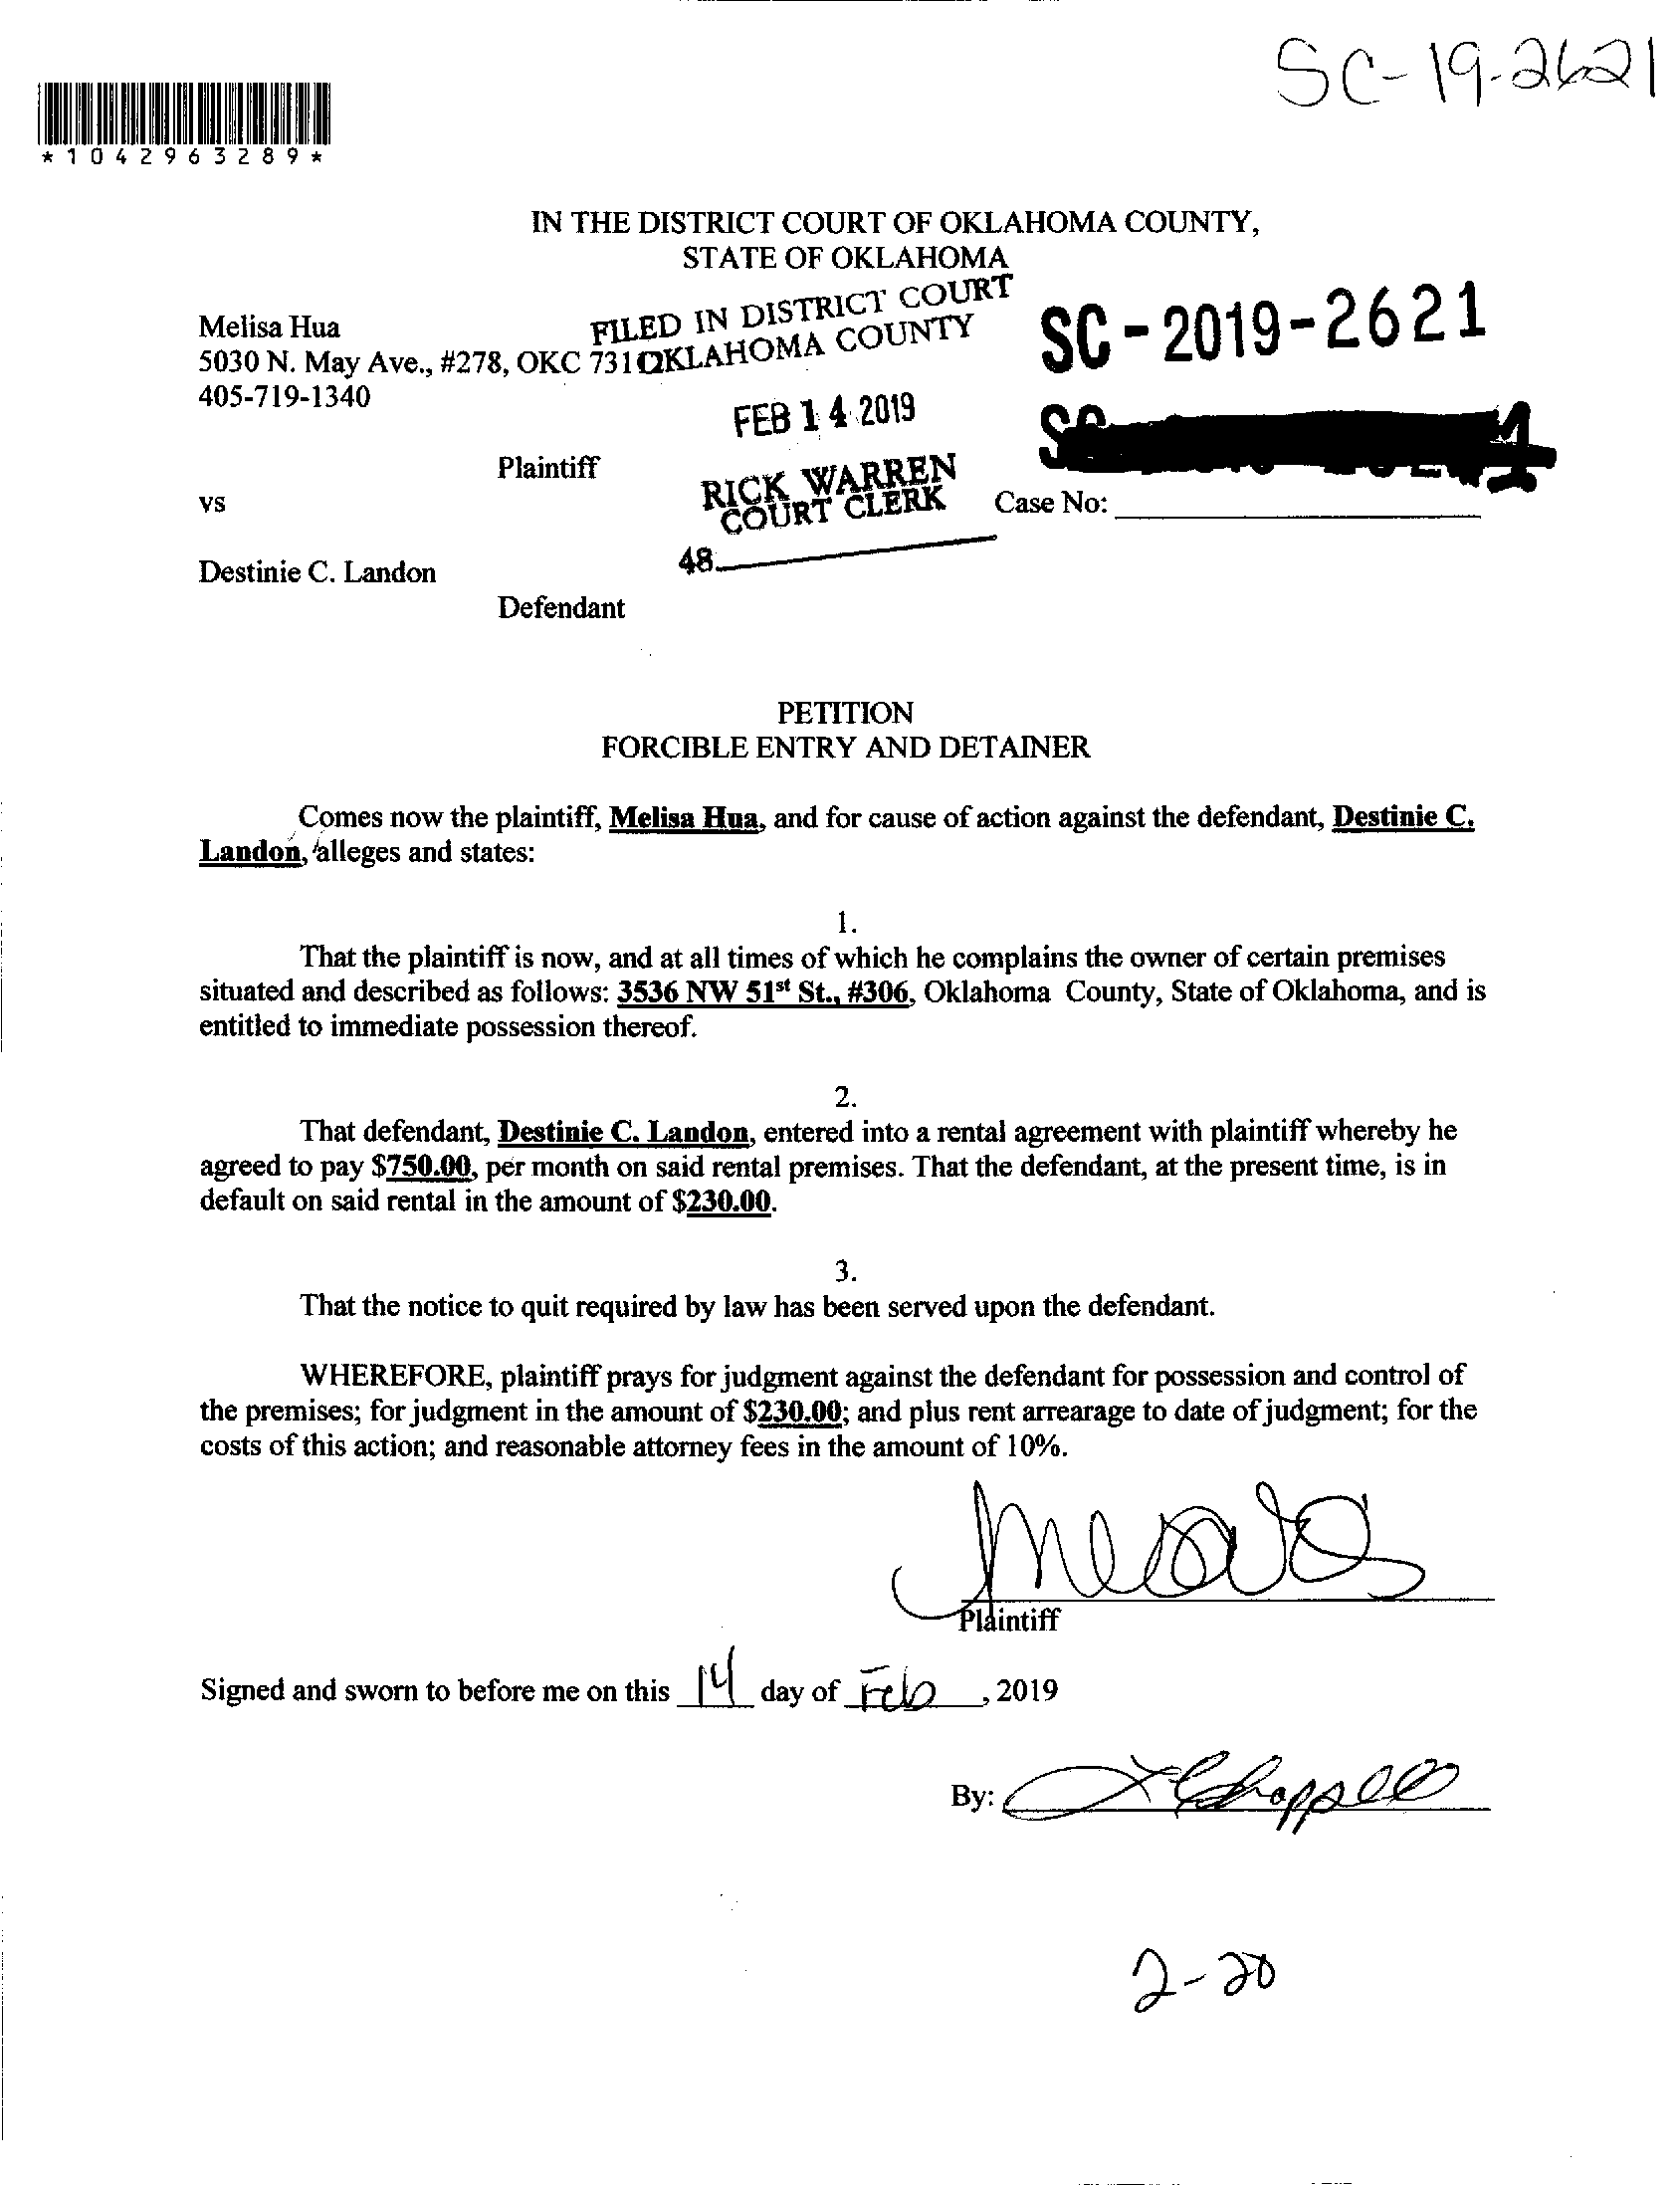 SC-19-2621
*1042963289*
IN THE DISTRICT COURT OF OKLAHOMA COUNTY,
STATE OF OKLAHOMA
FILED IN DISTRICT COURT
OKLAHOMA COUNTY
SC-2019-2621
Melisa Hua
5030 N. May Ave., #278, OKC
405-719-1340
FEB 14 2019
Plaintiff
RICK WARREN
COURT CLERK
vs
Case No:
48
Destinie C. Landon
Defendant
PETITION
FORCIBLE ENTRY AND DETAINER
Comes now the plaintiff, Melisa Hua, and for cause of action against the defendant, Destinie C.
Landon, alleges and states:
1.
That the plaintiff is now, and at all times of which he complains the owner of certain premises
situated and described as follows: 3536 NW 51st St., #306, Oklahoma County, State of Oklahoma, and is
entitled to immediate possession thereof.
2.
That defendant, Destinie C. Landon, entered into a rental agreement with plaintiff whereby he
agreed to pay $750.00, per month on said rental premises. That the defendant, at the present time, is in
default on said rental in the amount of $230.00.
3.
That the notice to quit required by law has been served upon the defendant.
WHEREFORE, plaintiff prays for judgment against the defendant for possession and control of
the premises; for judgment in the amount of $230.00; and plus rent arrearage to date of judgment; for the
costs of this action; and reasonable attorney fees in the amount of 10%.
Plaintiff
Signed and sworn to before me on this 14 day of Feb, 2019
By:
2-20